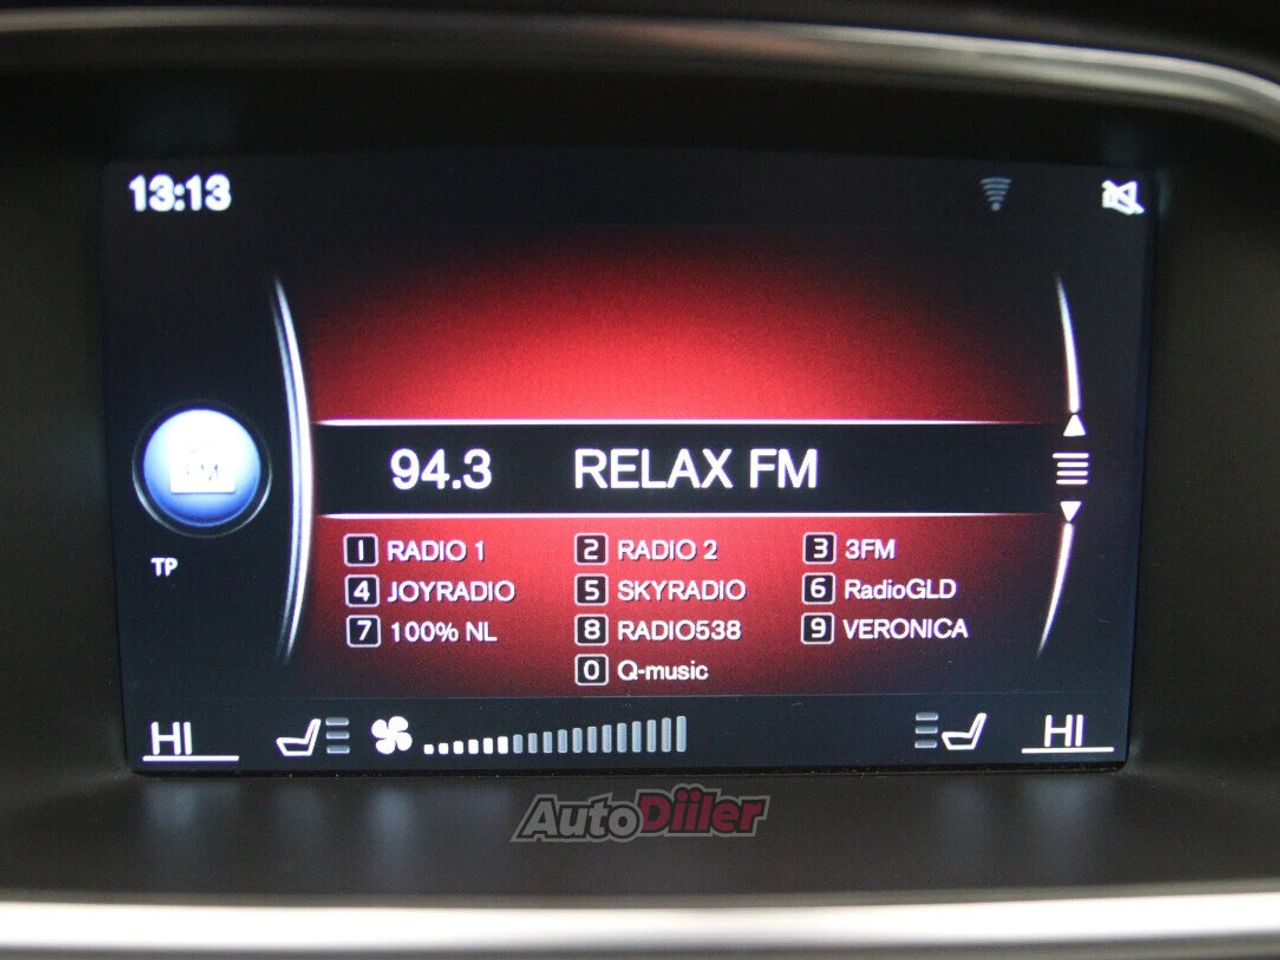 13:13
FM
94.3 RELAX FM
TP
1 RADIO 1 2 RADIO 2 3 3FM
4 JOYRADIO 5 SKYRADIO 6 RadioGLD
7 100% NL 8 RADIO538 9 VERONICA
0 Q-music
HI HI
AutoDiiler